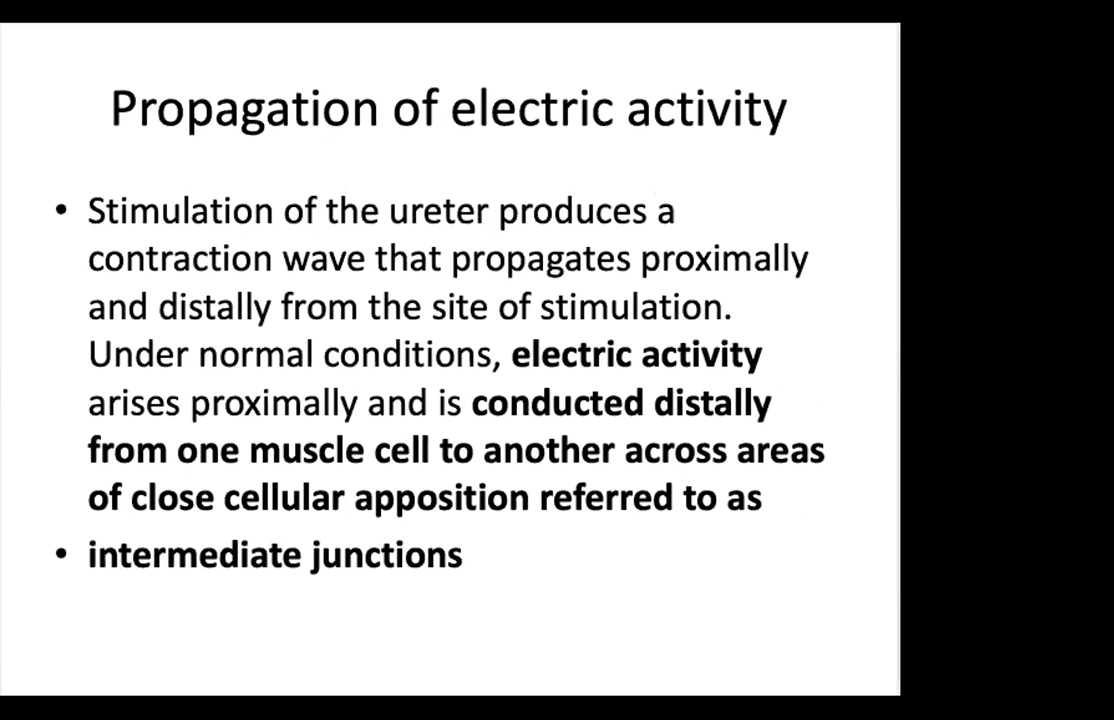 Propagation of electric activity
• Stimulation of the ureter produces a
contraction wave that propagates proximally
and distally from the site of stimulation.
Under normal conditions, electric activity
arises proximally and is conducted distally
from one muscle cell to another across areas
of close cellular apposition referred to as
• intermediate junctions